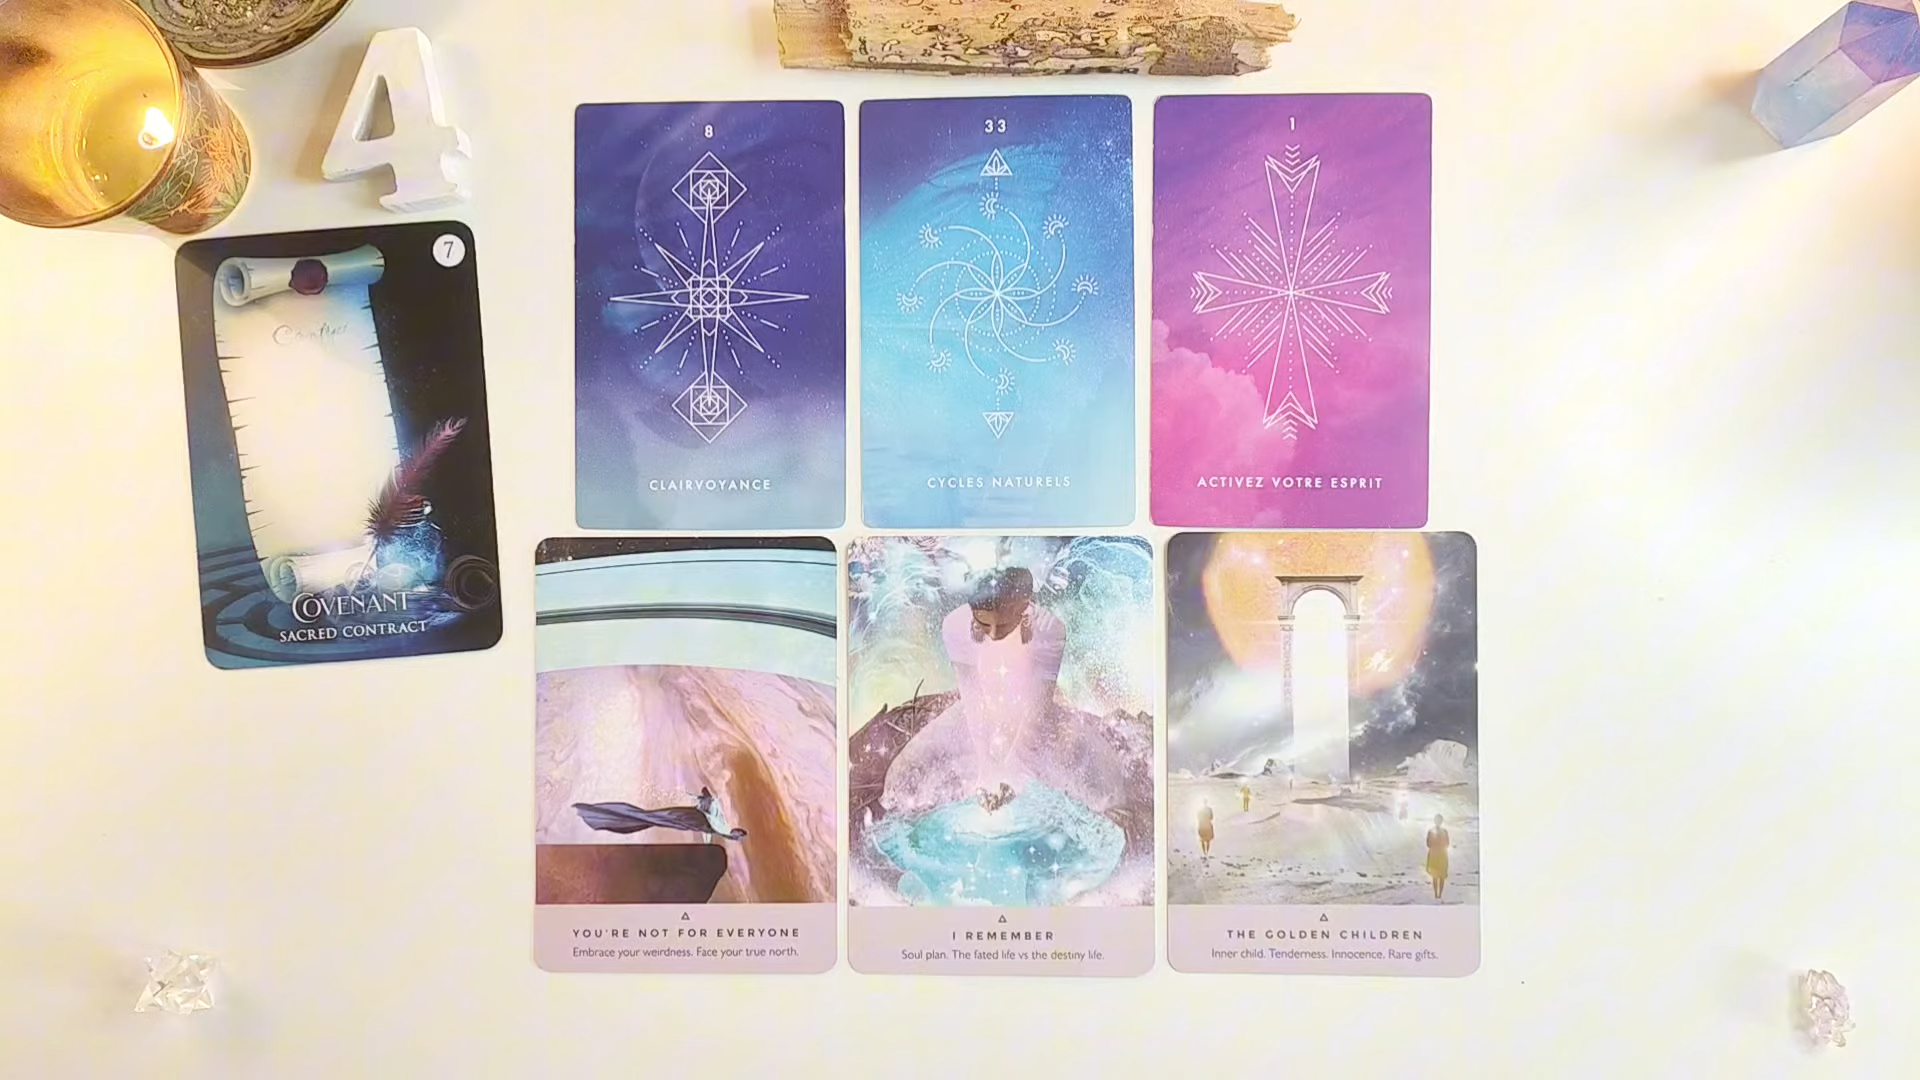 4
7
Contract
COVENANT
SACRED CONTRACT
8
CLAIRVOYANCE
33
CYCLES NATURELS
1
ACTIVEZ VOTRE ESPRIT
YOU'RE NOT FOR EVERYONE
Embrace your weirdness. Face your true north.
I REMEMBER
Soul plan. The fated life vs the destiny life.
THE GOLDEN CHILDREN
Inner child. Tenderness. Innocence. Rare gifts.